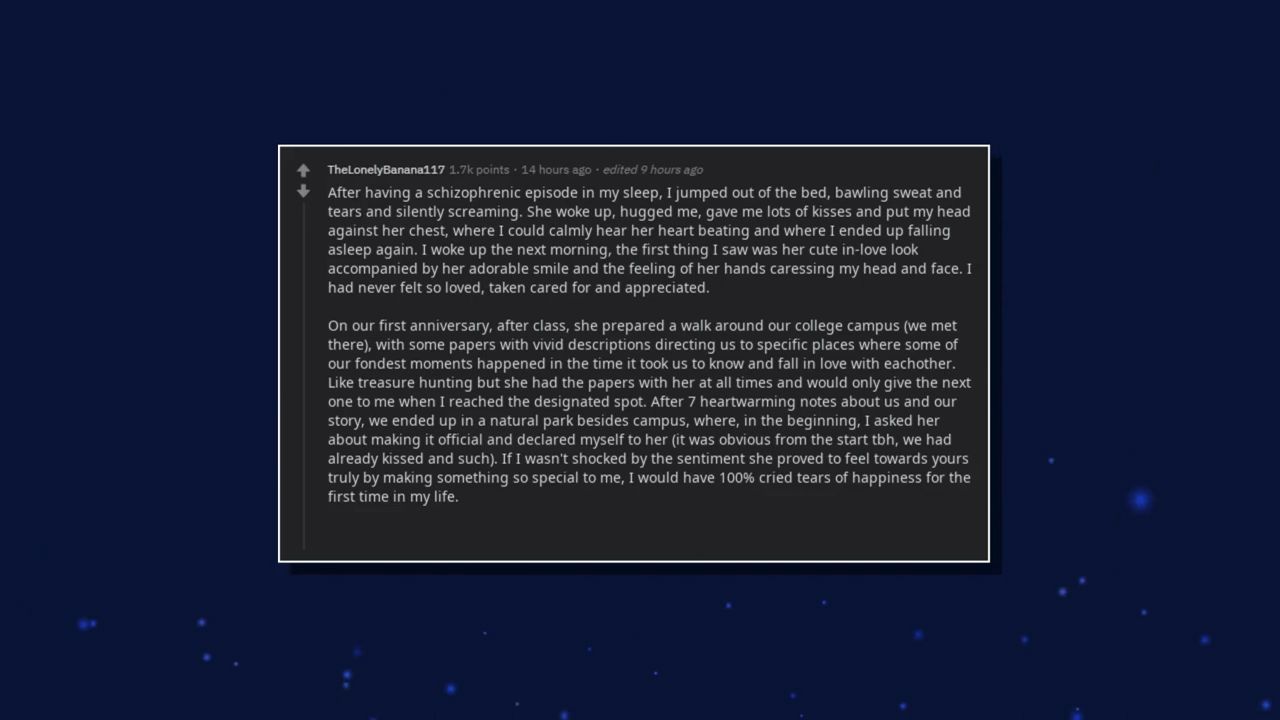 TheLonelyBanana117 1.7k points · 14 hours ago · edited 9 hours ago
After having a schizophrenic episode in my sleep, I jumped out of the bed, bawling sweat and
tears and silently screaming. She woke up, hugged me, gave me lots of kisses and put my head
against her chest, where I could calmly hear her heart beating and where I ended up falling
asleep again. I woke up the next morning, the first thing I saw was her cute in-love look
accompanied by her adorable smile and the feeling of her hands caressing my head and face. I
had never felt so loved, taken cared for and appreciated.
On our first anniversary, after class, she prepared a walk around our college campus (we met
there), with some papers with vivid descriptions directing us to specific places where some of
our fondest moments happened in the time it took us to know and fall in love with eachother.
Like treasure hunting but she had the papers with her at all times and would only give the next
one to me when I reached the designated spot. After 7 heartwarming notes about us and our
story, we ended up in a natural park besides campus, where, in the beginning, I asked her
about making it official and declared myself to her (it was obvious from the start tbh, we had
already kissed and such). If I wasn't shocked by the sentiment she proved to feel towards yours
truly by making something so special to me, I would have 100% cried tears of happiness for the
first time in my life.